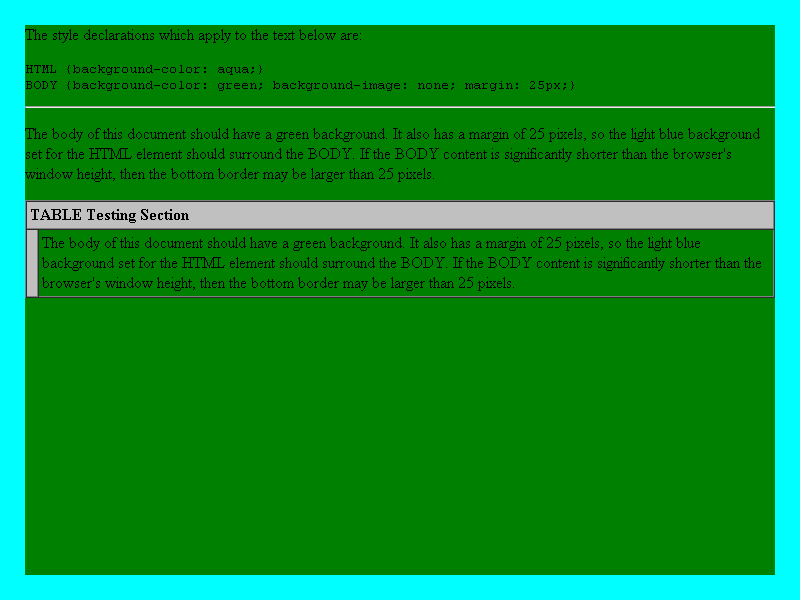 The style declarations which apply to the text below are:
HTML {background-color: aqua;}
BODY {background-color: green; background-image: none; margin: 25px;}
The body of this document should have a green background. It also has a margin of 25 pixels, so the light blue background
set for the HTML element should surround the BODY. If the BODY content is significantly shorter than the browser's
window height, then the bottom border may be larger than 25 pixels.
TABLE Testing Section
The body of this document should have a green background. It also has a margin of 25 pixels, so the light blue
background set for the HTML element should surround the BODY. If the BODY content is significantly shorter than the
browser's window height, then the bottom border may be larger than 25 pixels.